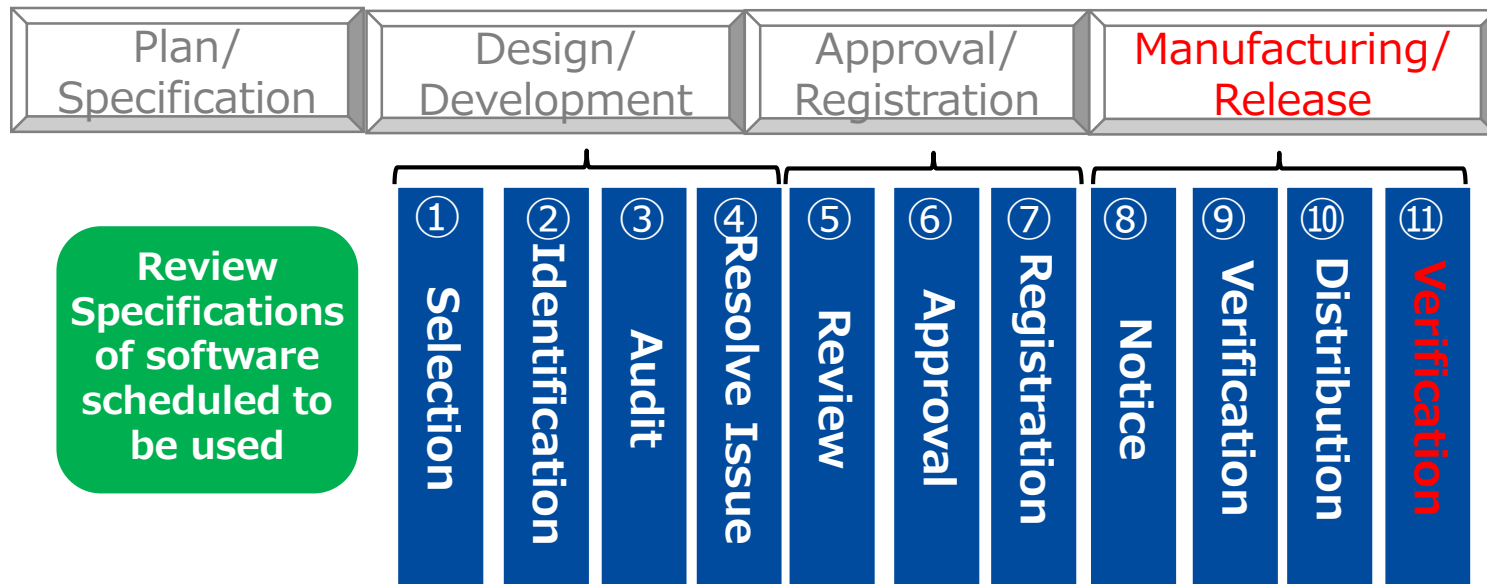 Plan/
Specification
Design/
Development
Approval/
Registration
Manufacturing/
Release
Review
Specifications
of software
scheduled to
be used
① Selection
② Identification
③ Audit
④ Resolve Issue
⑤ Review
⑥ Approval
⑦ Registration
⑧ Notice
⑨ Verification
⑩ Distribution
⑪ Verification